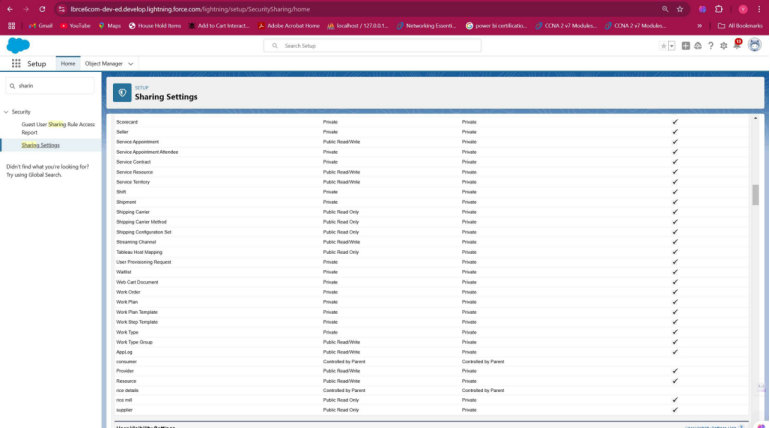 lbrce6com-dev-ed.develop.lightning.force.com/lightning/setup/SecuritySharing/home
Gmail YouTube Maps House Hold Items Add to Cart Interact... Adobe Acrobat Home localhost / 127.0.0.1... Networking Essenti... power bi certificatio... CCNA 2 v7 Modules... CCNA 2 v7 Modules... » All Bookmarks
Search Setup
Setup Home Object Manager
sharin
Security
Guest User Sharing Rule Access
Report
Sharing Settings
Didn't find what you're looking for?
Try using Global Search.
SETUP
Sharing Settings
Scorecard Private Private
Seller Private Private
Service Appointment Public Read/Write Private
Service Appointment Attendee Private Private
Service Contract Private Private
Service Resource Public Read/Write Private
Service Territory Public Read/Write Private
Shift Private Private
Shipment Private Private
Shipping Carrier Public Read Only Private
Shipping Carrier Method Public Read Only Private
Shipping Configuration Set Public Read Only Private
Streaming Channel Public Read/Write Private
Tableau Host Mapping Public Read Only Private
User Provisioning Request Private Private
Waitlist Private Private
Web Cart Document Private Private
Work Order Private Private
Work Plan Private Private
Work Plan Template Private Private
Work Step Template Private Private
Work Type Private Private
Work Type Group Public Read/Write Private
AppLog Public Read/Write Private
consumer Controlled by Parent Controlled by Parent
Provider Public Read/Write Private
Resource Public Read/Write Private
rice details Controlled by Parent Controlled by Parent
rice mill Public Read Only Private
supplier Public Read Only Private